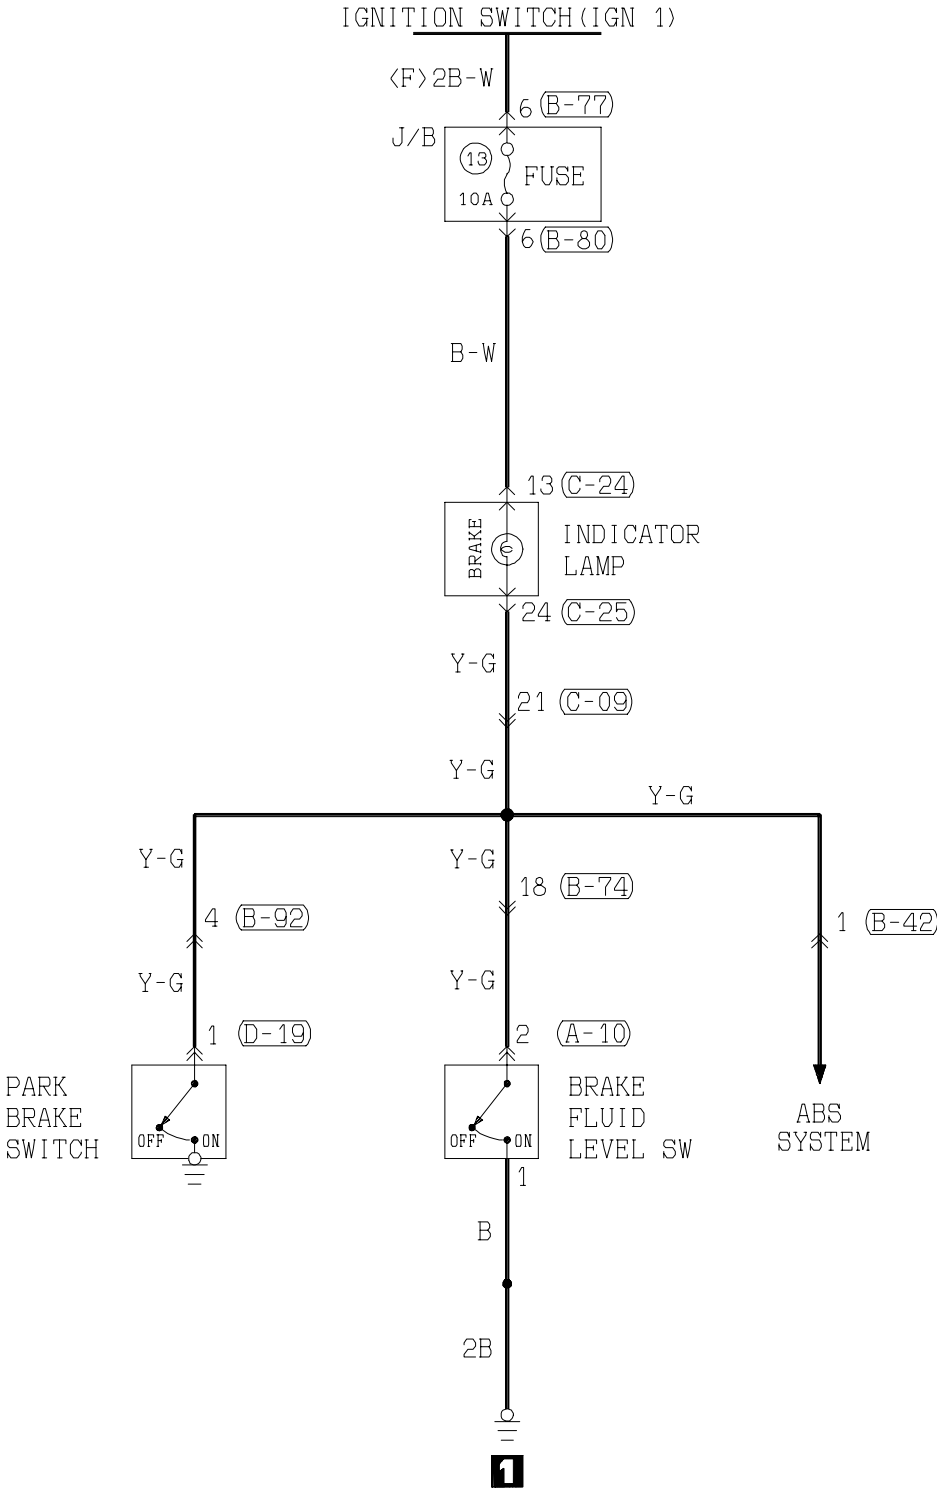 IGNITION SWITCH(IGN 1)
<F>2B-W
6 (B-77)
J/B
13
FUSE
10A
6 (B-80)
B-W
13 (C-24)
BRAKE
INDICATOR
LAMP
24 (C-25)
Y-G
21 (C-09)
Y-G
Y-G
Y-G
Y-G
18 (B-74)
4 (B-92)
1 (B-42)
Y-G
Y-G
1 (D-19)
2 (A-10)
PARK
BRAKE
SWITCH
OFF ON
BRAKE
FLUID
LEVEL SW
OFF ON
ABS
SYSTEM
1
B
2B
1